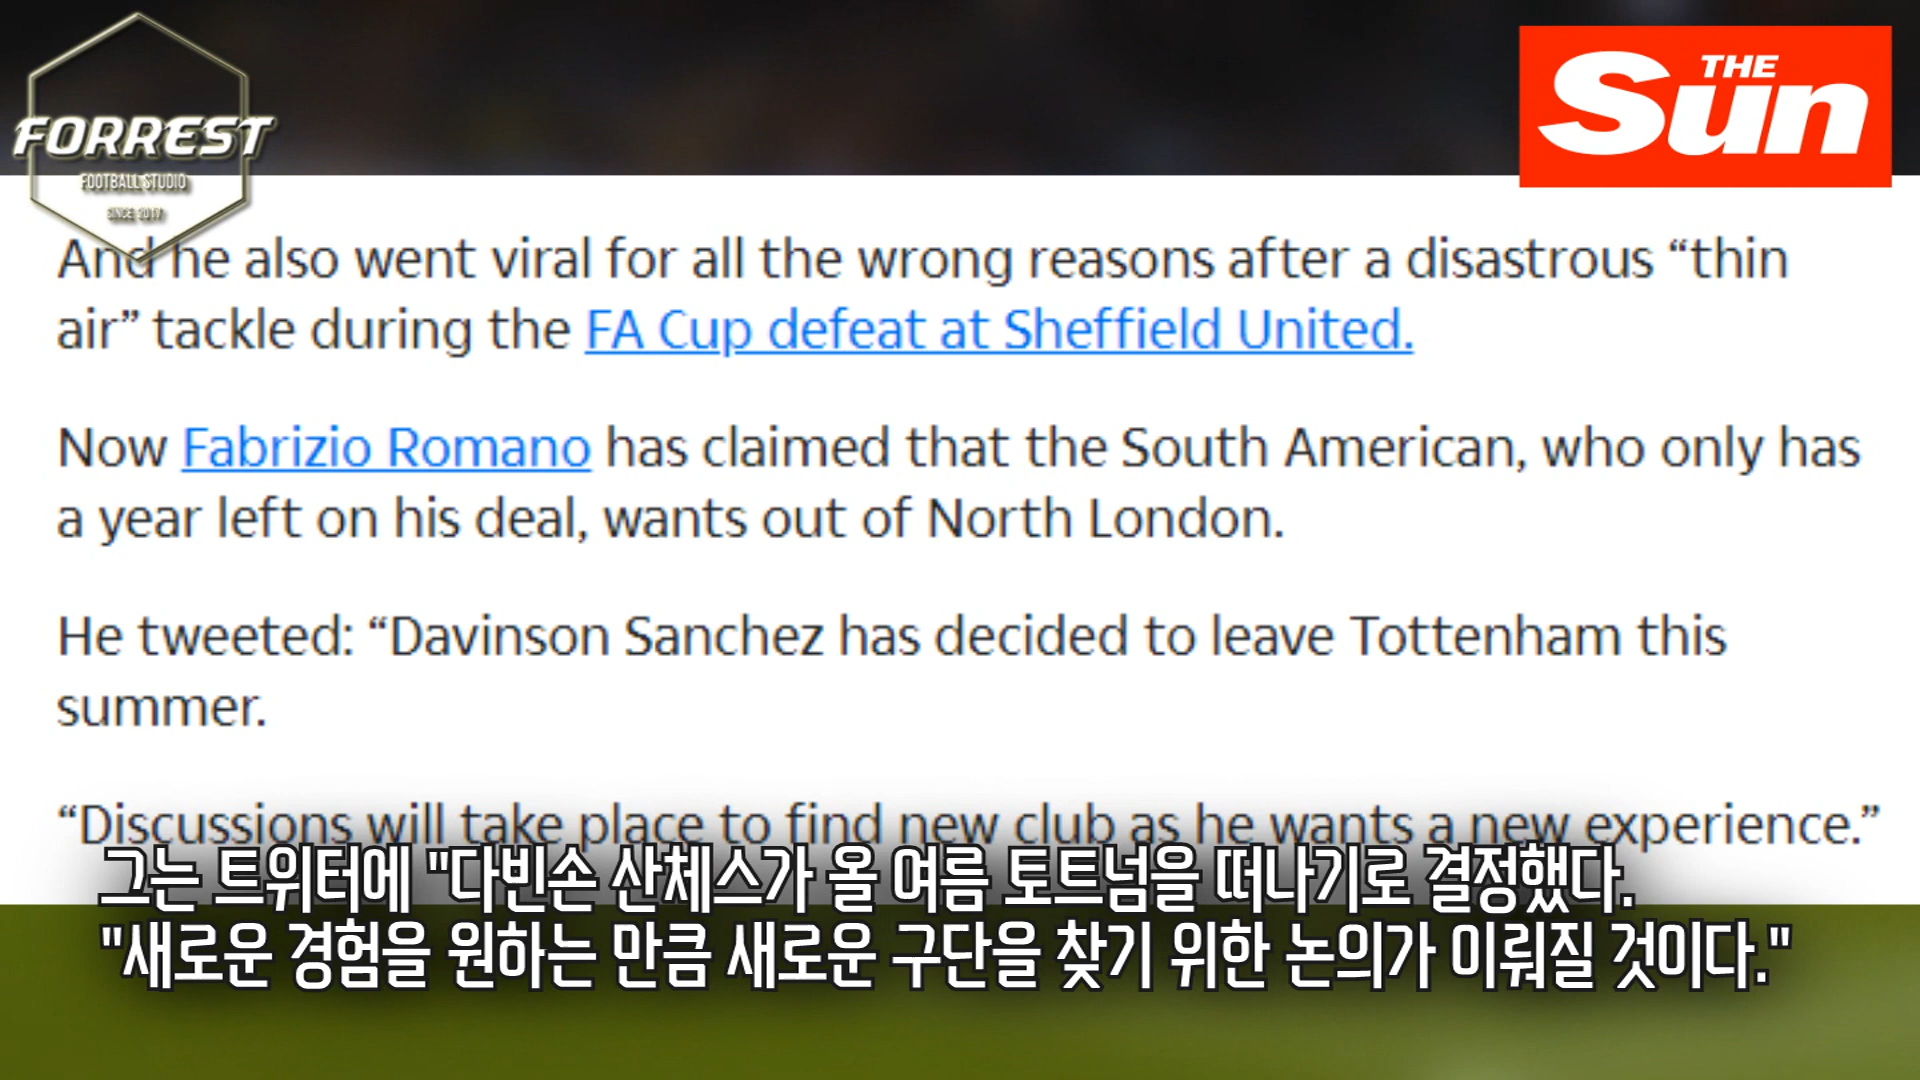 FORREST
FOOTBALL STUDIO
SINCE 2017
THE
Sun
And he also went viral for all the wrong reasons after a disastrous “thin
air” tackle during the FA Cup defeat at Sheffield United.
Now Fabrizio Romano has claimed that the South American, who only has
a year left on his deal, wants out of North London.
He tweeted: “Davinson Sanchez has decided to leave Tottenham this
summer.
“Discussions will take place to find new club as he wants a new experience.”
그는 트위터에 "다빈손 산체스가 올 여름 토트넘을 떠나기로 결정했다.
"새로운 경험을 원하는 만큼 새로운 구단을 찾기 위한 논의가 이뤄질 것이다."